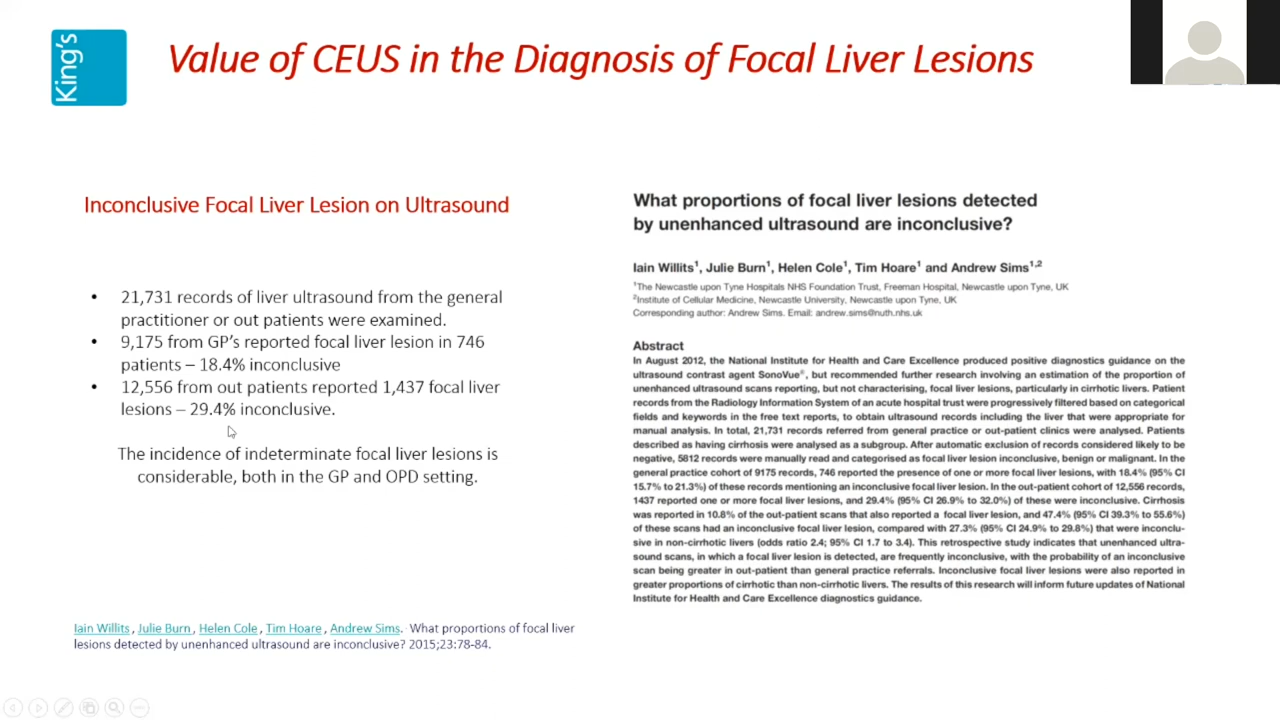 King's
Value of CEUS in the Diagnosis of Focal Liver Lesions
Inconclusive Focal Liver Lesion on Ultrasound
• 21,731 records of liver ultrasound from the general
practitioner or out patients were examined.
• 9,175 from GP's reported focal liver lesion in 746
patients – 18.4% inconclusive
• 12,556 from out patients reported 1,437 focal liver
lesions – 29.4% inconclusive.
The incidence of indeterminate focal liver lesions is
considerable, both in the GP and OPD setting.
Iain Willits, Julie Burn, Helen Cole, Tim Hoare, Andrew Sims. What proportions of focal liver
lesions detected by unenhanced ultrasound are inconclusive? 2015;23:78-84.
What proportions of focal liver lesions detected
by unenhanced ultrasound are inconclusive?
Iain Willits¹, Julie Burn¹, Helen Cole¹, Tim Hoare¹ and Andrew Sims¹,²
¹The Newcastle upon Tyne Hospitals NHS Foundation Trust, Freeman Hospital, Newcastle upon Tyne, UK
²Institute of Cellular Medicine, Newcastle University, Newcastle upon Tyne, UK
Corresponding author: Andrew Sims. Email: andrew.sims@nuth.nhs.uk
Abstract
In August 2012, the National Institute for Health and Care Excellence produced positive diagnostics guidance on the
ultrasound contrast agent SonoVue®, but recommended further research involving an estimation of the proportion of
unenhanced ultrasound scans reporting, but not characterising, focal liver lesions, particularly in cirrhotic livers. Patient
records from the Radiology Information System of an acute hospital trust were progressively filtered based on categorical
fields and keywords in the free text reports, to obtain ultrasound records including the liver that were appropriate for
manual analysis. In total, 21,731 records referred from general practice or out-patient clinics were analysed. Patients
described as having cirrhosis were analysed as a subgroup. After automatic exclusion of records considered likely to be
negative, 5812 records were manually read and categorised as focal liver lesion inconclusive, benign or malignant. In the
general practice cohort of 9175 records, 746 reported the presence of one or more focal liver lesions, with 18.4% (95% CI
15.7% to 21.3%) of these records mentioning an inconclusive focal liver lesion. In the out-patient cohort of 12,556 records,
1437 reported one or more focal liver lesions, and 29.4% (95% CI 26.9% to 32.0%) of these were inconclusive. Cirrhosis
was reported in 10.8% of the out-patient scans that also reported a focal liver lesion, and 47.4% (95% CI 39.3% to 55.6%)
of these scans had an inconclusive focal liver lesion, compared with 27.3% (95% CI 24.9% to 29.8%) that were inconclu-
sive in non-cirrhotic livers (odds ratio 2.4; 95% CI 1.7 to 3.4). This retrospective study indicates that unenhanced ultra-
sound scans, in which a focal liver lesion is detected, are frequently inconclusive, with the probability of an inconclusive
scan being greater in out-patient than general practice referrals. Inconclusive focal liver lesions were also reported in
greater proportions of cirrhotic than non-cirrhotic livers. The results of this research will inform future updates of National
Institute for Health and Care Excellence diagnostics guidance.